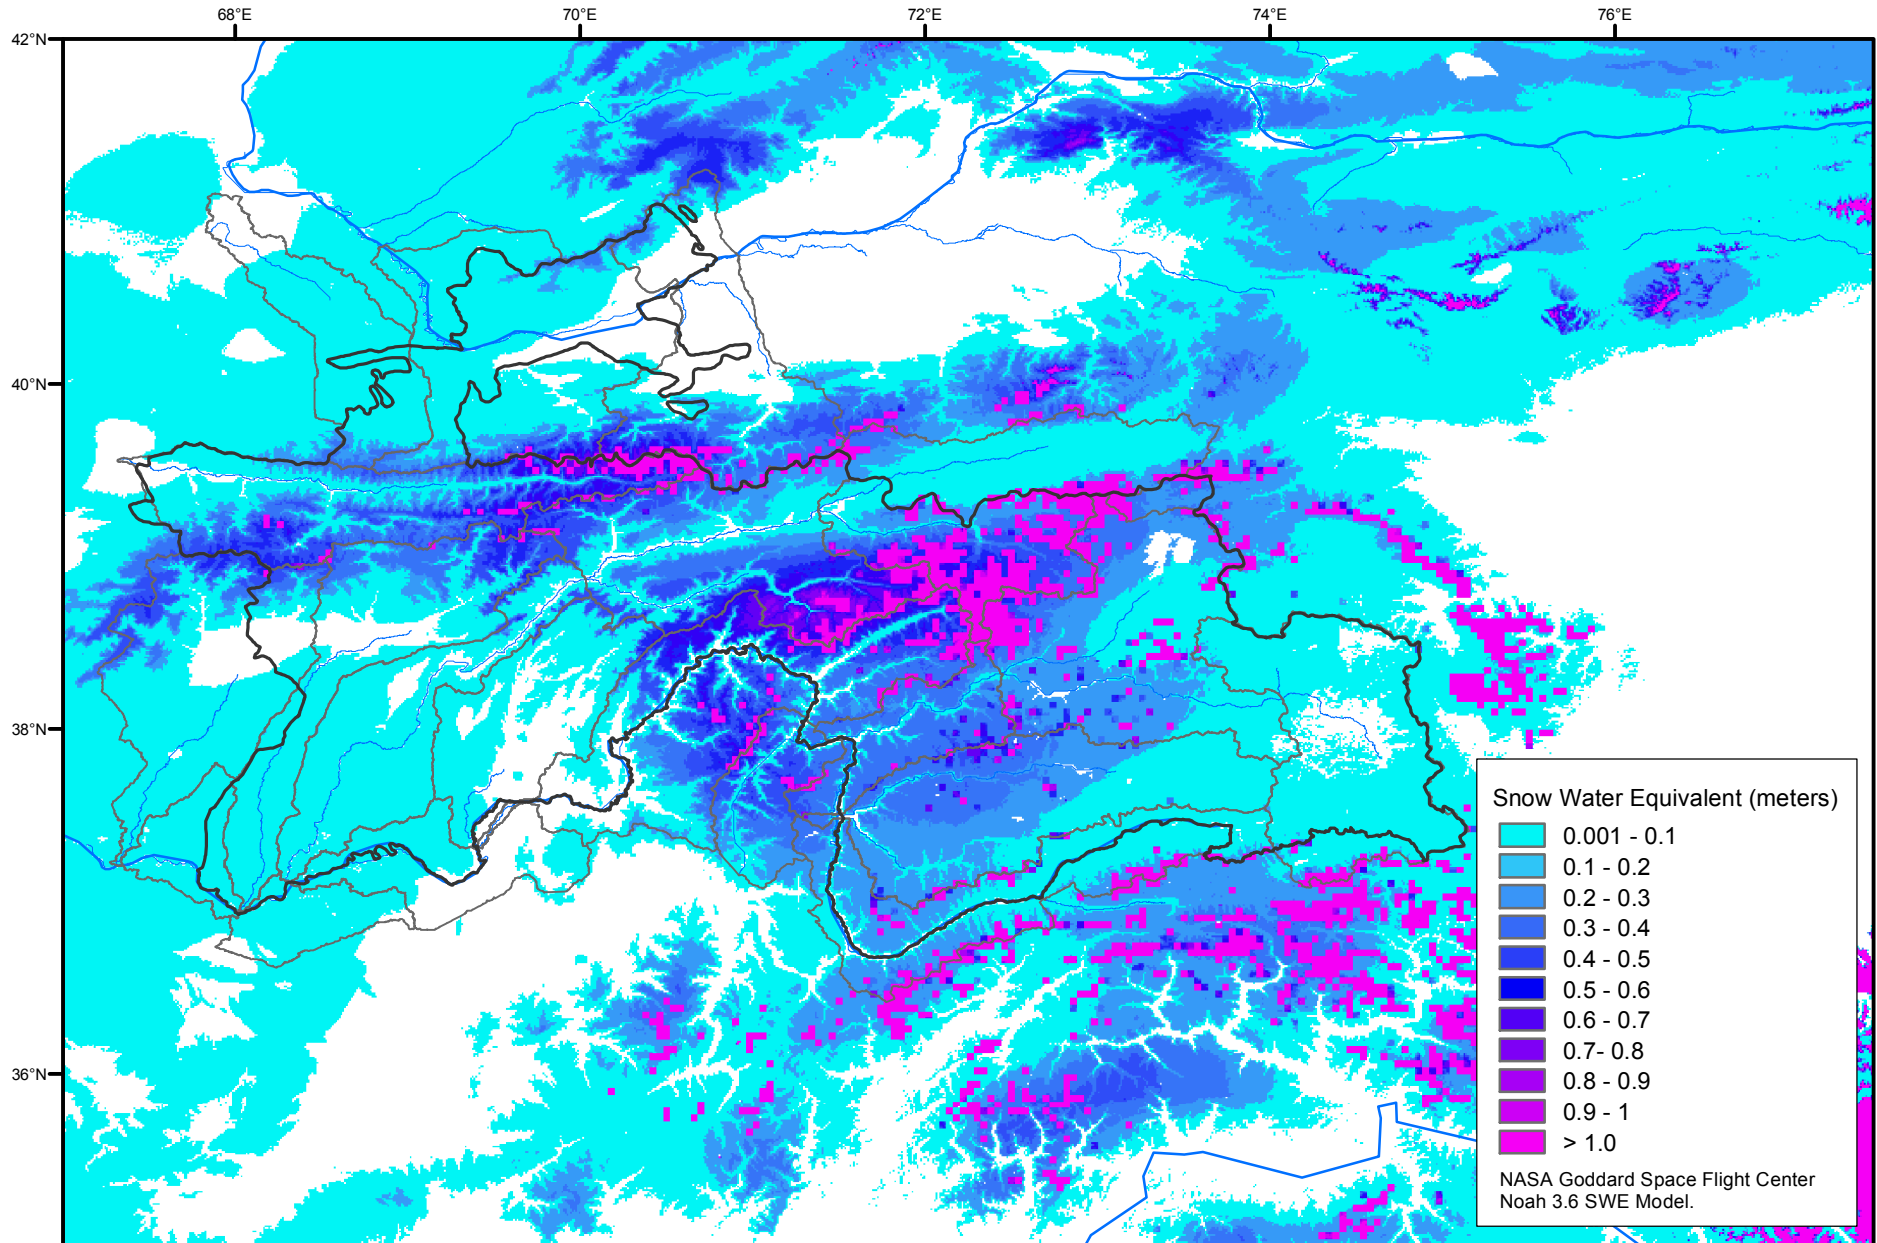 68°E
70°E
72°E
74°E
76°E
42°N
40°N
38°N
36°N
Snow Water Equivalent (meters)
0.001 - 0.1
0.1 - 0.2
0.2 - 0.3
0.3 - 0.4
0.4 - 0.5
0.5 - 0.6
0.6 - 0.7
0.7- 0.8
0.8 - 0.9
0.9 - 1
> 1.0
NASA Goddard Space Flight Center
Noah 3.6 SWE Model.